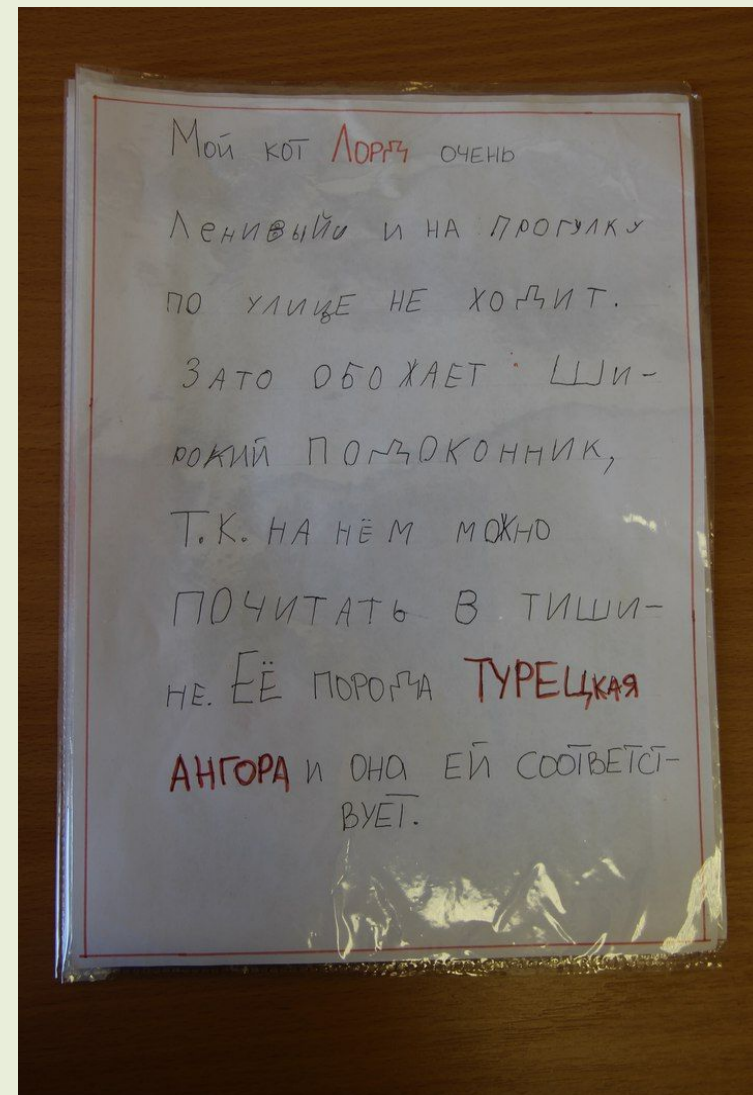 Мой кот Лорд очень
Ленивый и на прогулку
по улице не ходит.
Зато обожает Ши-
рокий подоконник,
Т.К. на нём можно
почитать в тиши-
не. Её порода ТУРЕЦкая
АНГОРА и она ей соответст-
вует.